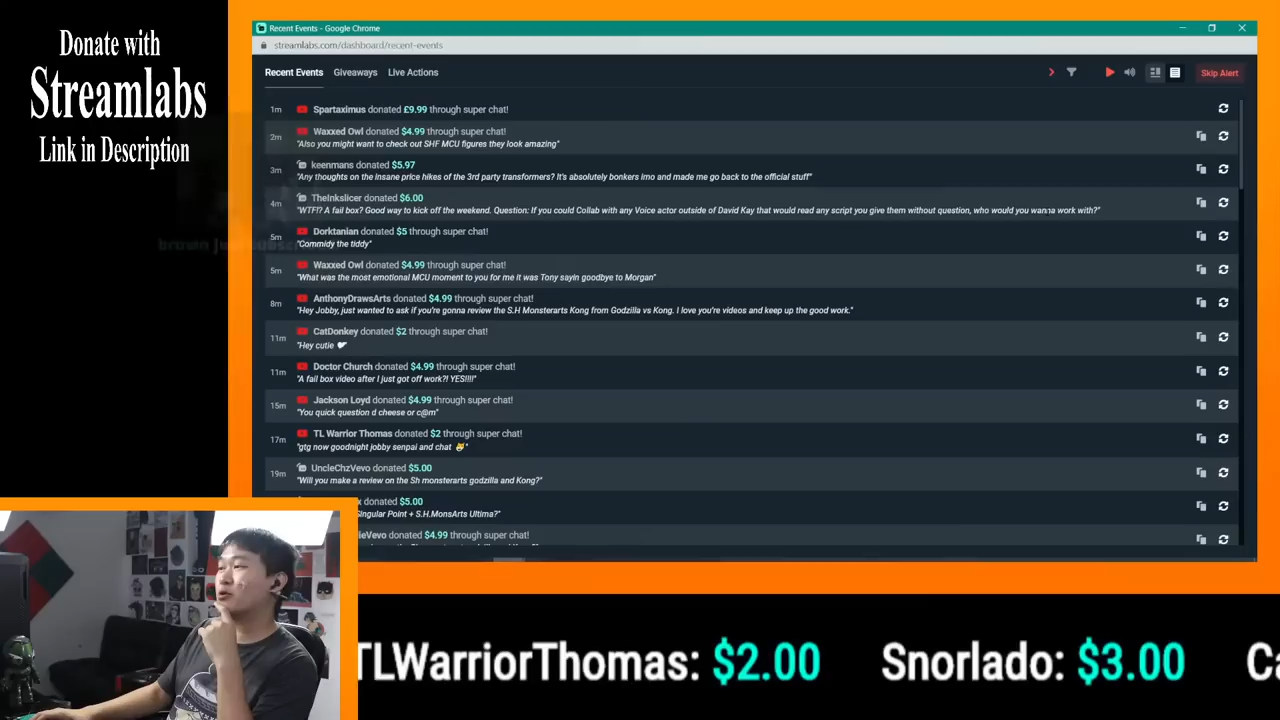 Donate with
Streamlabs
Link in Description
Recent Events - Google Chrome
streamlabs.com/dashboard/recent-events
Recent Events Giveaways Live Actions Skip Alert
1m Spartaximus donated £9.99 through super chat!
2m Waxxed Owl donated $4.99 through super chat!
"Also you might want to check out SHF MCU figures they look amazing"
3m keenmans donated $5.97
"Any thoughts on the insane price hikes of the 3rd party transformers? It's absolutely bonkers imo and made me go back to the official stuff"
4m TheInkslicer donated $6.00
"WTF!? A fail box? Good way to kick off the weekend. Question: If you could Collab with any Voice actor outside of David Kay that would read any script you give them without question, who would you wanna work with?"
5m Dorktanian donated $5 through super chat!
"Commidy the tiddy"
5m Waxxed Owl donated $4.99 through super chat!
"What was the most emotional MCU moment to you for me it was Tony sayin goodbye to Morgan"
8m AnthonyDrawsArts donated $4.99 through super chat!
"Hey Jobby, just wanted to ask if you're gonna review the S.H Monsterarts Kong from Godzilla vs Kong. I love you're videos and keep up the good work."
11m CatDonkey donated $2 through super chat!
"Hey cutie
11m Doctor Church donated $4.99 through super chat!
"A fail box video after I just got off work?! YES!!!!"
15m Jackson Loyd donated $4.99 through super chat!
"You quick question d cheese or c@m"
17m TL Warrior Thomas donated $2 through super chat!
"gtg now goodnight jobby senpai and chat 😼"
19m UncleChzVevo donated $5.00
"Will you make a review on the Sh monsterarts godzilla and Kong?"
donated $5.00
Singular Point + S.H.MonsArts Ultima?"
donated $4.99 through super chat!
TLWarriorThomas: $2.00 Snorlado: $3.00 Ca